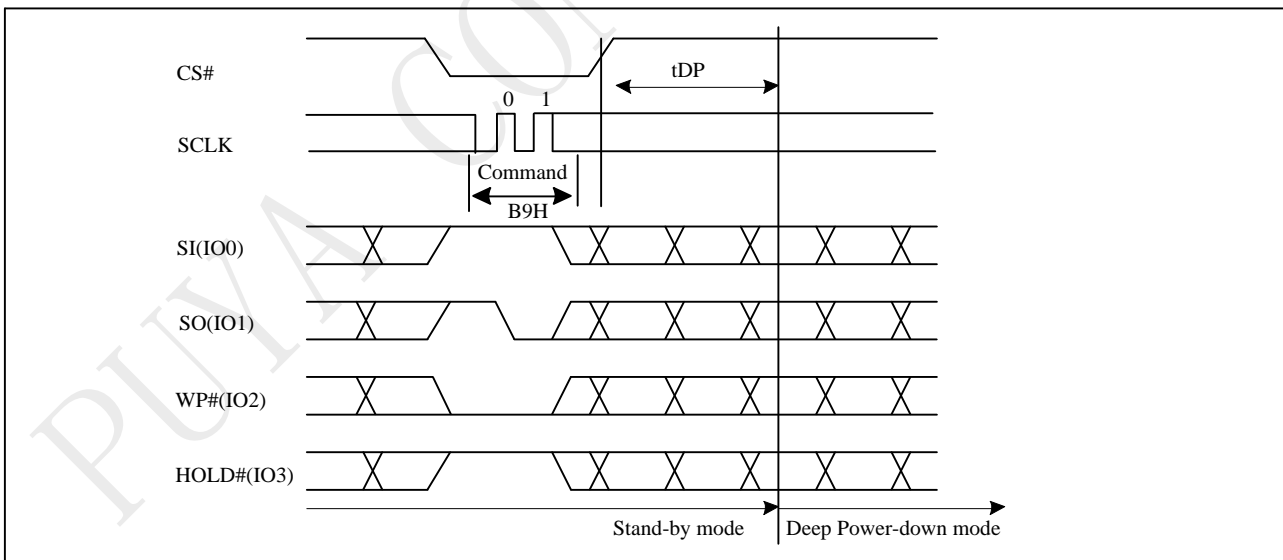 CS#
tDP
0 1
SCLK
Command
B9H
SI(IO0)
SO(IO1)
WP#(IO2)
HOLD#(IO3)
Stand-by mode Deep Power-down mode
PUYA CON